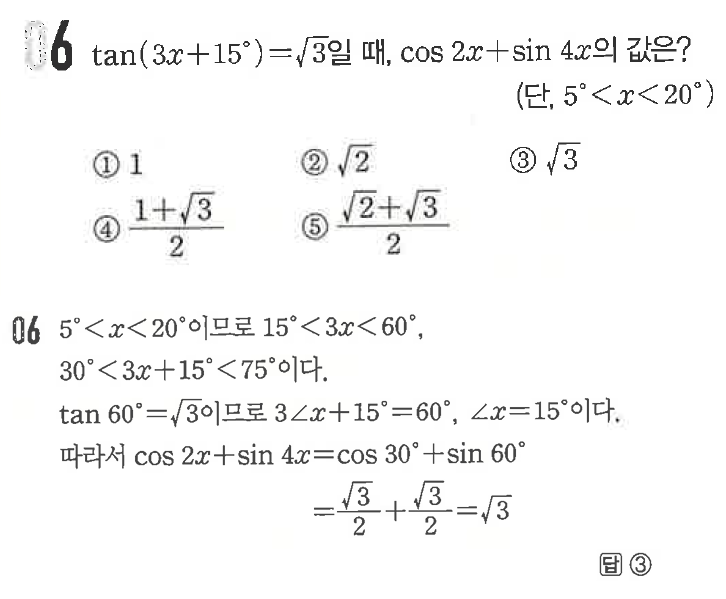 06 tan(3x+15°)=√3일 때, cos 2x+sin 4x의 값은?
(단, 5°<x<20°)
① 1 ② √2 ③ √3
④ (1+√3)/2 ⑤ (√2+√3)/2
06 5°<x<20°이므로 15°<3x<60°,
30°<3x+15°<75°이다.
tan 60°=√3이므로 3∠x+15°=60°, ∠x=15°이다.
따라서 cos 2x+sin 4x=cos 30°+sin 60°
=√3/2+√3/2=√3
답 ③